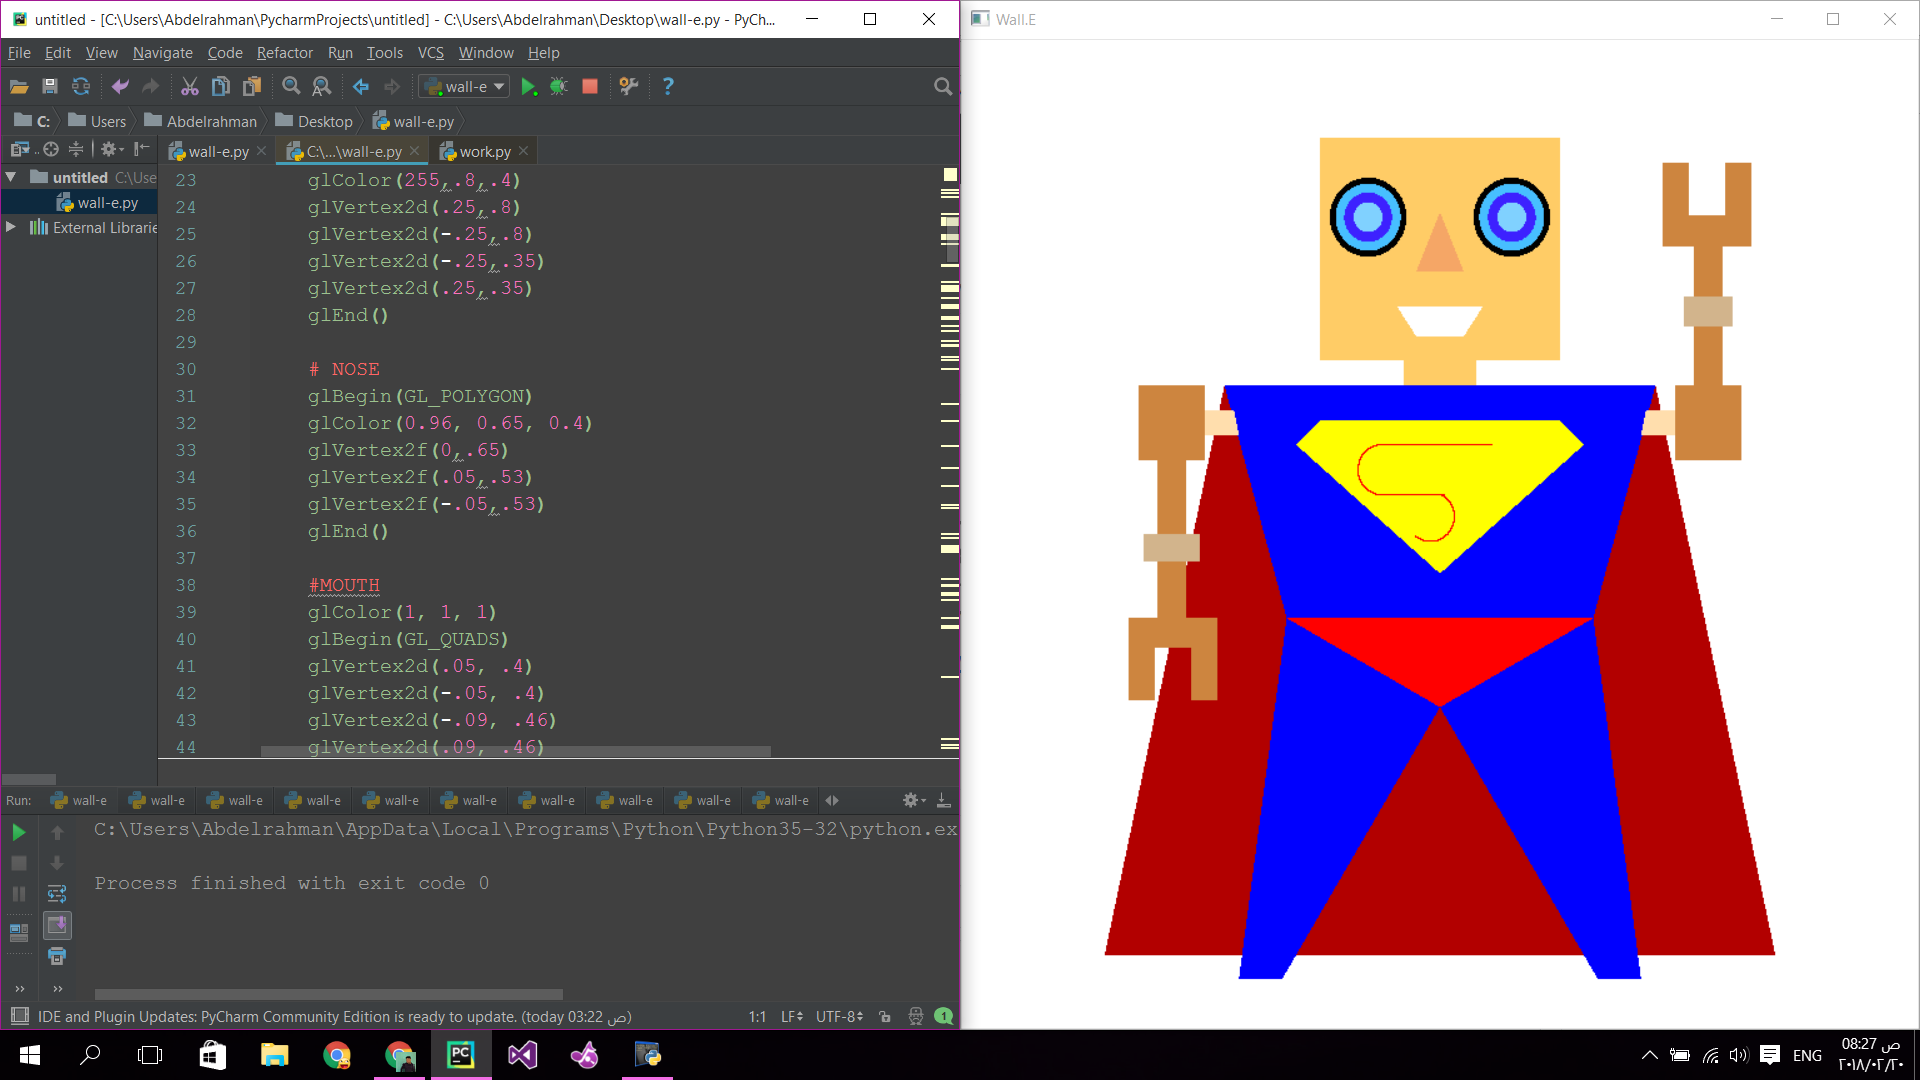 untitled - [C:\Users\Abdelrahman\PycharmProjects\untitled] - C:\Users\Abdelrahman\Desktop\wall-e.py - PyCh...
File Edit View Navigate Code Refactor Run Tools VCS Window Help
wall-e
C: Users Abdelrahman Desktop wall-e.py
wall-e.py C:\...\wall-e.py work.py
untitled C:\Use
wall-e.py
External Librarie
23 glColor(255,.8,.4)
24 glVertex2d(.25,.8)
25 glVertex2d(-.25,.8)
26 glVertex2d(-.25,.35)
27 glVertex2d(.25,.35)
28 glEnd()
29
30 # NOSE
31 glBegin(GL_POLYGON)
32 glColor(0.96, 0.65, 0.4)
33 glVertex2f(0,.65)
34 glVertex2f(.05,.53)
35 glVertex2f(-.05,.53)
36 glEnd()
37
38 #MOUTH
39 glColor(1, 1, 1)
40 glBegin(GL_QUADS)
41 glVertex2d(.05, .4)
42 glVertex2d(-.05, .4)
43 glVertex2d(-.09, .46)
44 glVertex2d(.09, .46)
Run: wall-e wall-e wall-e wall-e wall-e wall-e wall-e wall-e wall-e wall-e
C:\Users\Abdelrahman\AppData\Local\Programs\Python\Python35-32\python.ex
Process finished with exit code 0
IDE and Plugin Updates: PyCharm Community Edition is ready to update. (today 03:22 ص)
1:1 LF UTF-8 1
Wall.E
PC
ENG
08:27 ص
٢٠١٨/٠٢/٢٠